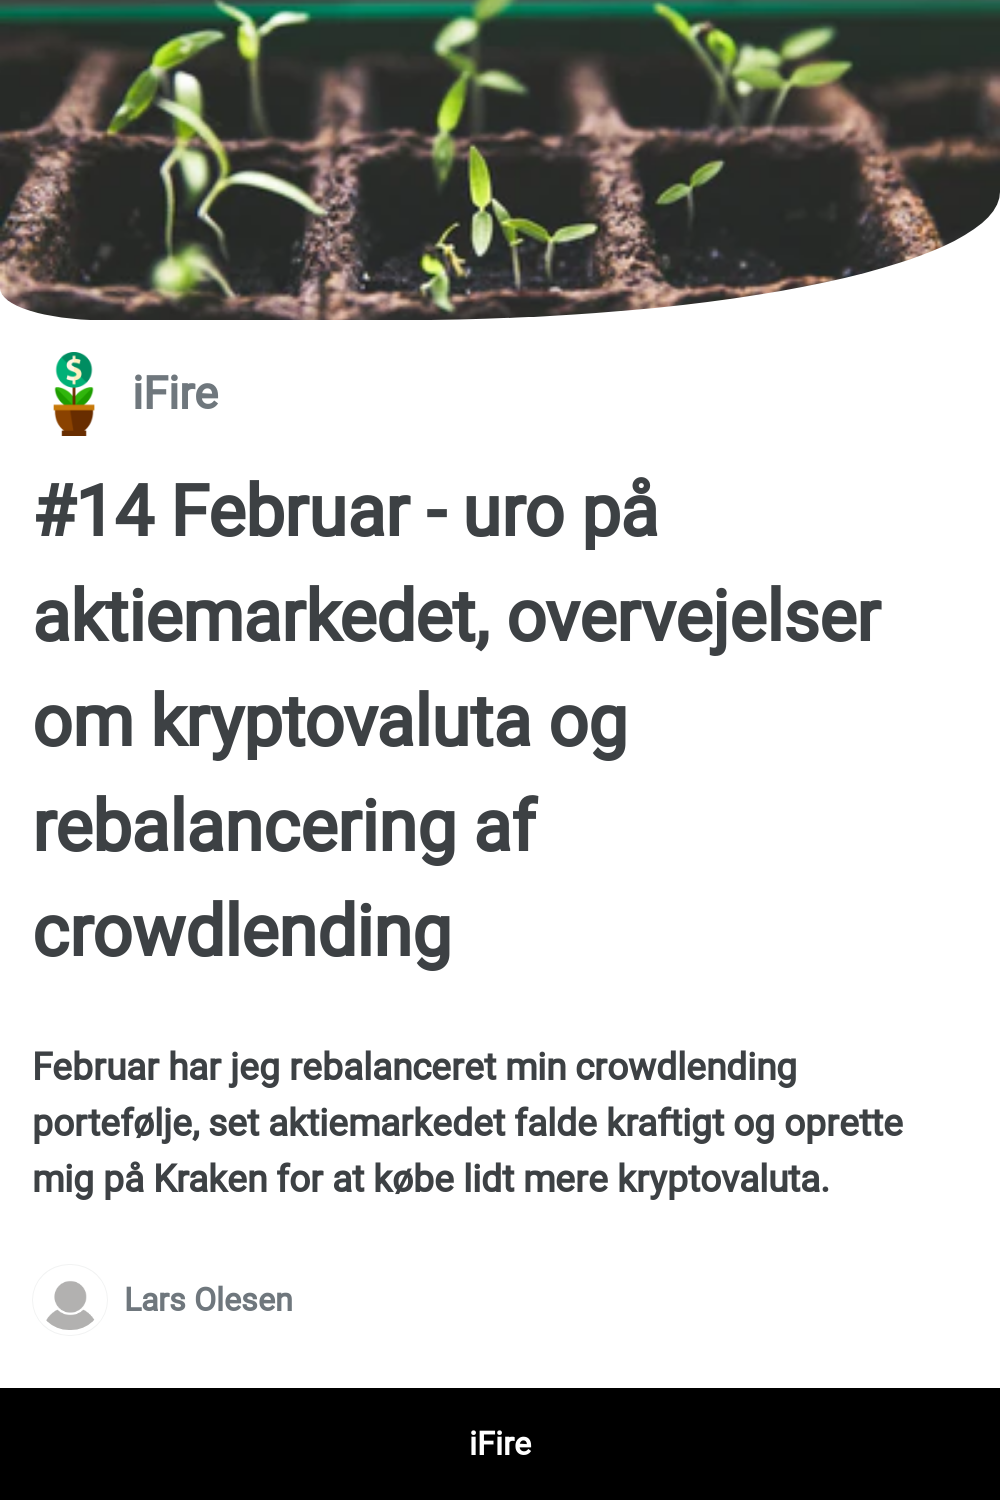 $
iFire
#14 Februar - uro på
aktiemarkedet, overvejelser
om kryptovaluta og
rebalancering af
crowdlending
Februar har jeg rebalanceret min crowdlending
portefølje, set aktiemarkedet falde kraftigt og oprette
mig på Kraken for at købe lidt mere kryptovaluta.
Lars Olesen
iFire